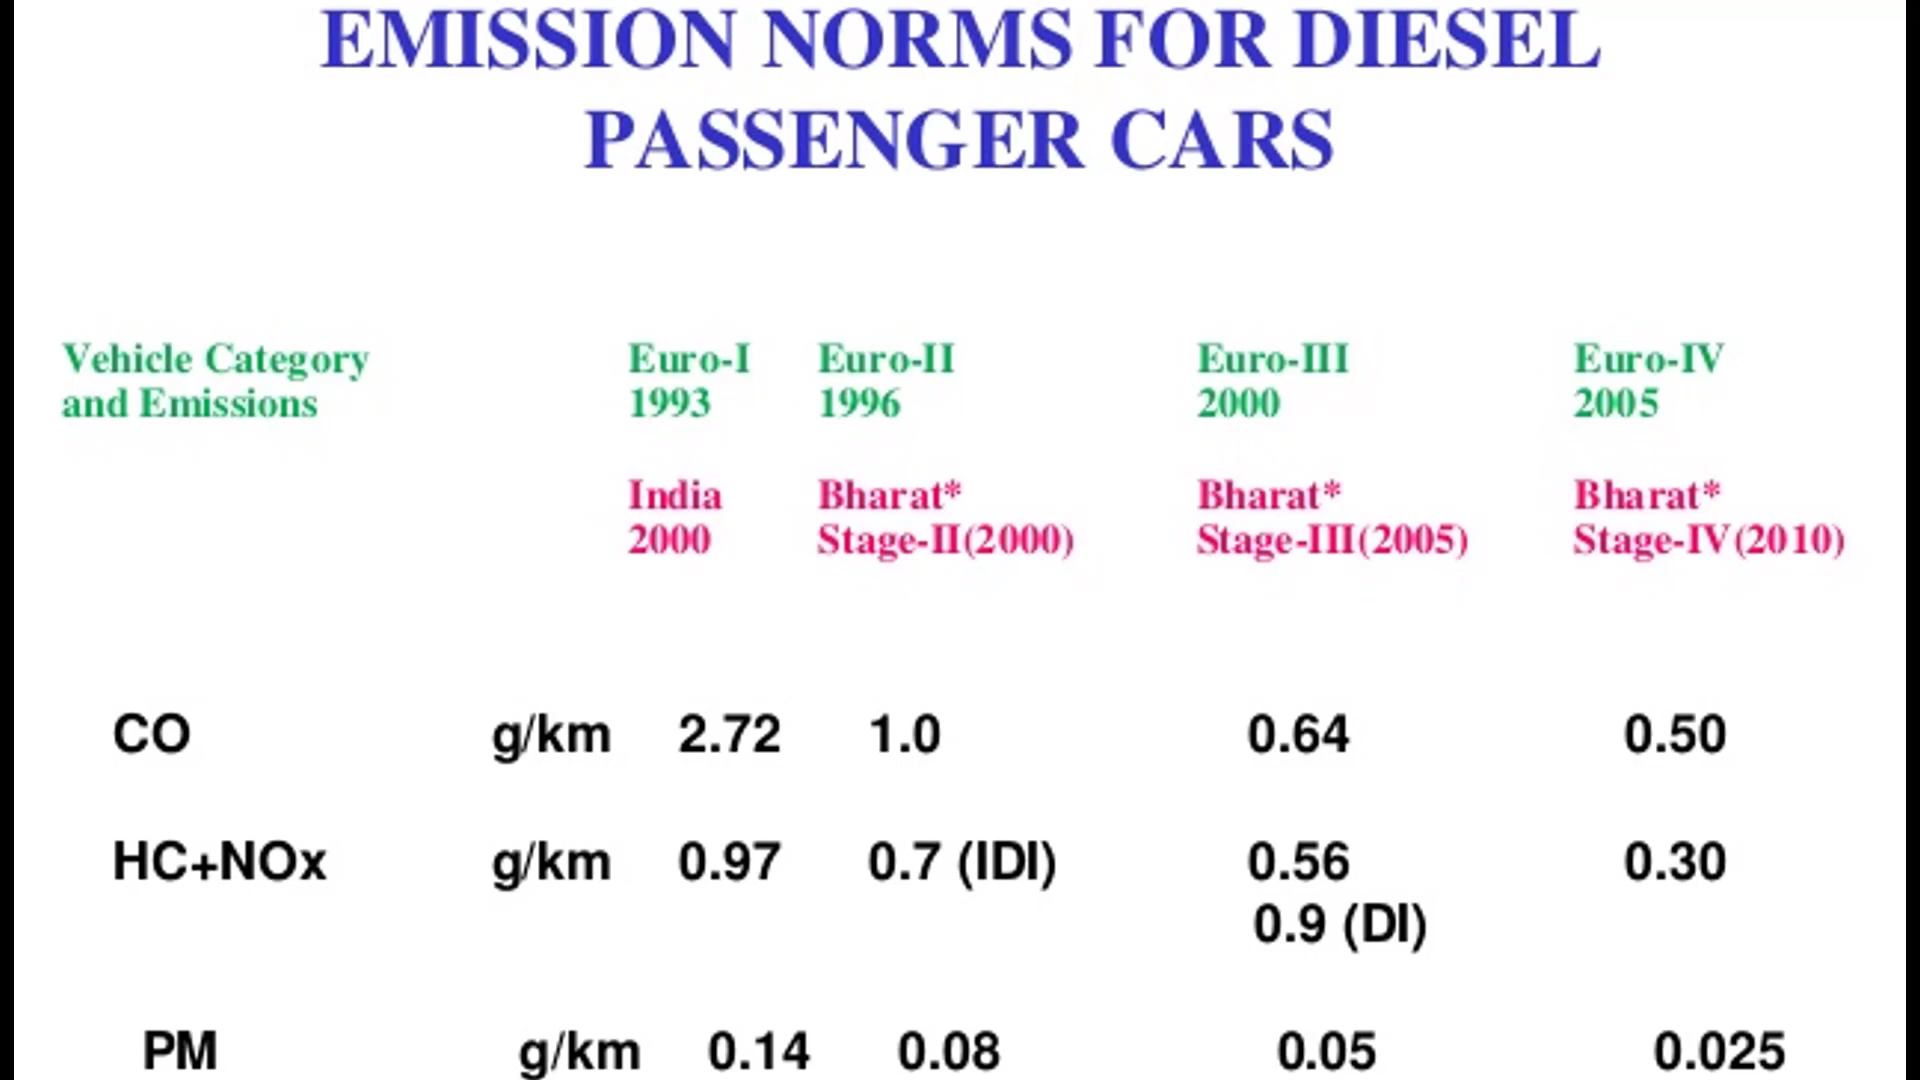 EMISSION NORMS FOR DIESEL
PASSENGER CARS
Vehicle Category Euro-I Euro-II Euro-III Euro-IV
and Emissions 1993 1996 2000 2005
India Bharat* Bharat* Bharat*
2000 Stage-II(2000) Stage-III(2005) Stage-IV(2010)
CO g/km 2.72 1.0 0.64 0.50
HC+NOx g/km 0.97 0.7 (IDI) 0.56 0.30
0.9 (DI)
PM g/km 0.14 0.08 0.05 0.025